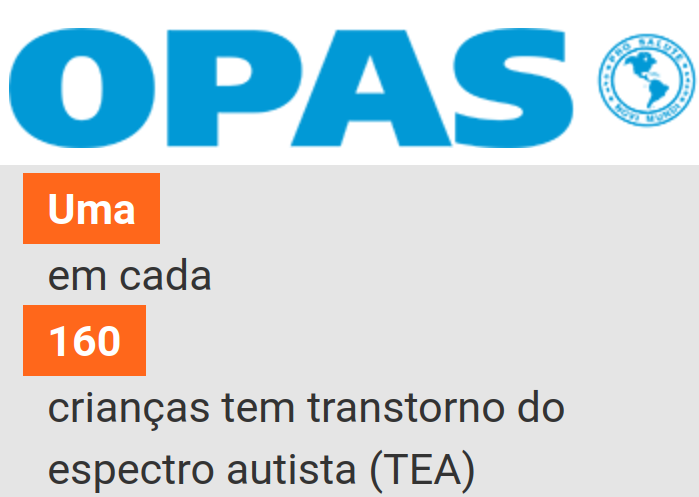 OPAS
PRO SALUTE
NOVI MUNDI
Uma
em cada
160
crianças tem transtorno do
espectro autista (TEA)